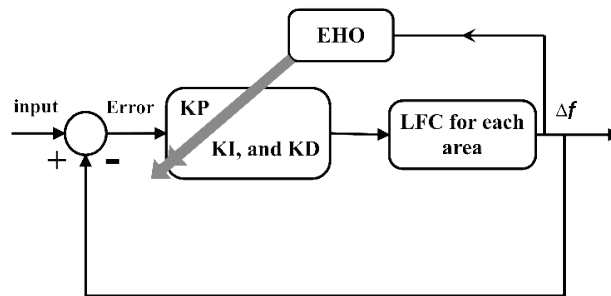 EHO
input
Error
KP
KI, and KD
LFC for each
area
Δf
+
-